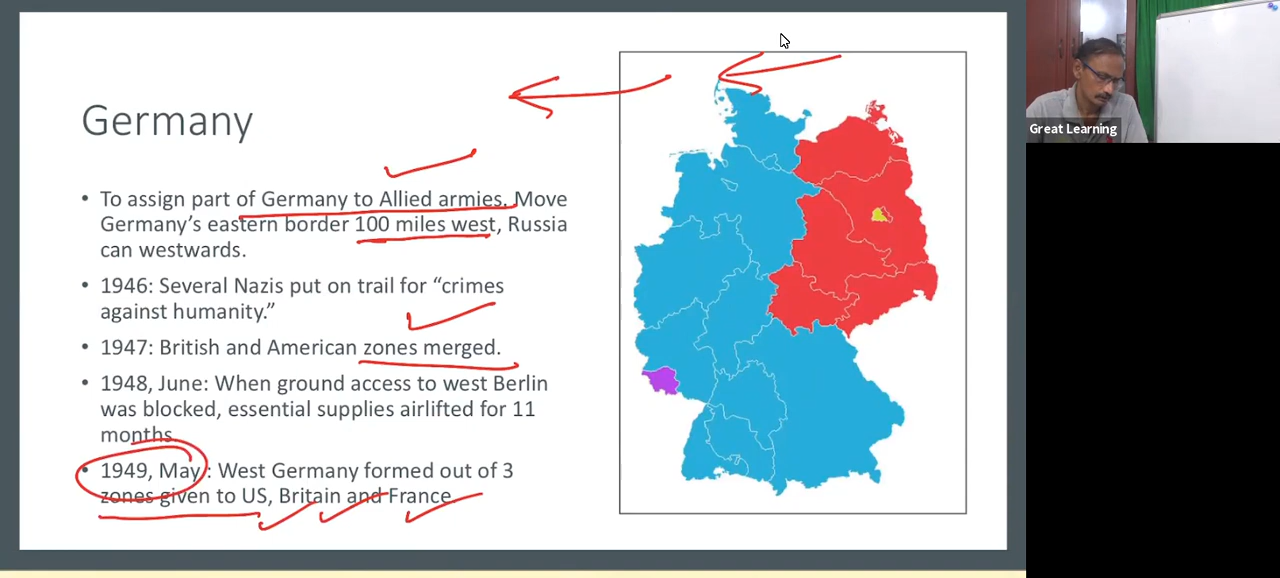 Germany
• To assign part of Germany to Allied armies. Move
Germany's eastern border 100 miles west, Russia
can westwards.
• 1946: Several Nazis put on trail for “crimes
against humanity.”
• 1947: British and American zones merged.
• 1948, June: When ground access to west Berlin
was blocked, essential supplies airlifted for 11
months.
• 1949, May: West Germany formed out of 3
zones given to US, Britain and France
Great Learning